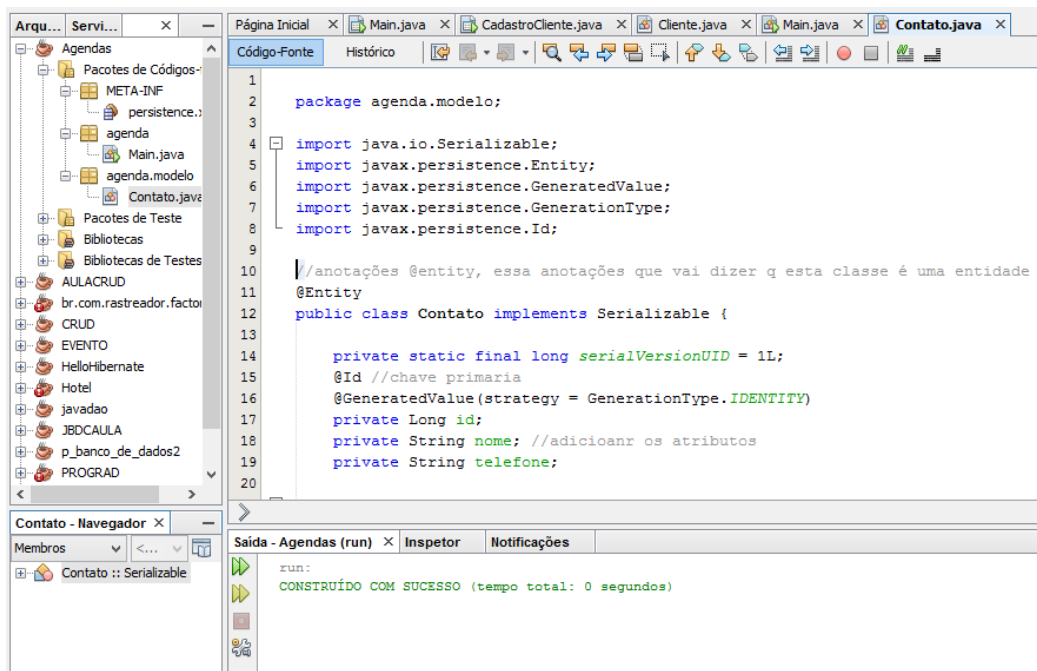 Arqu... Servi... × —
Agendas
Pacotes de Códigos-
META-INF
persistence.
agenda
Main.java
agenda.modelo
Contato.java
Pacotes de Teste
Bibliotecas
Bibliotecas de Testes
AULACRUD
br.com.rastreador.factor
CRUD
EVENTO
HelloHibernate
Hotel
javadao
JBDCAULA
p_banco_de_dados2
PROGRAD
Contato - Navegador × —
Membros <...
Contato :: Serializable
Página Inicial × Main.java × CadastroCliente.java × Cliente.java × Main.java × Contato.java ×
Código-Fonte Histórico
1
2 package agenda.modelo;
3
4 import java.io.Serializable;
5 import javax.persistence.Entity;
6 import javax.persistence.GeneratedValue;
7 import javax.persistence.GenerationType;
8 import javax.persistence.Id;
9
10 //anotações @entity, essa anotações que vai dizer q esta classe é uma entidade
11 @Entity
12 public class Contato implements Serializable {
13
14 private static final long serialVersionUID = 1L;
15 @Id //chave primaria
16 @GeneratedValue(strategy = GenerationType.IDENTITY)
17 private Long id;
18 private String nome; //adicioanr os atributos
19 private String telefone;
20
Saída - Agendas (run) × Inspetor Notificações
run:
CONSTRUÍDO COM SUCESSO (tempo total: 0 segundos)